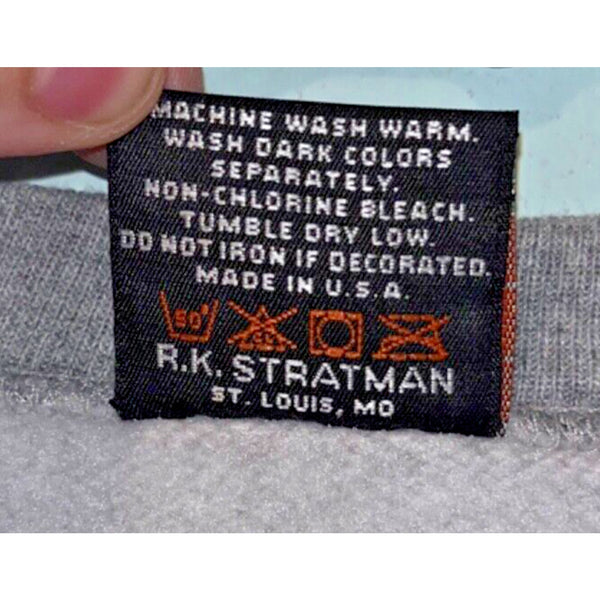 MACHINE WASH WARM.
WASH DARK COLORS
SEPARATELY.
NON-CHLORINE BLEACH.
TUMBLE DRY LOW.
DO NOT IRON IF DECORATED.
MADE IN U.S.A.
50°
R.K. STRATMAN
ST. LOUIS, MO